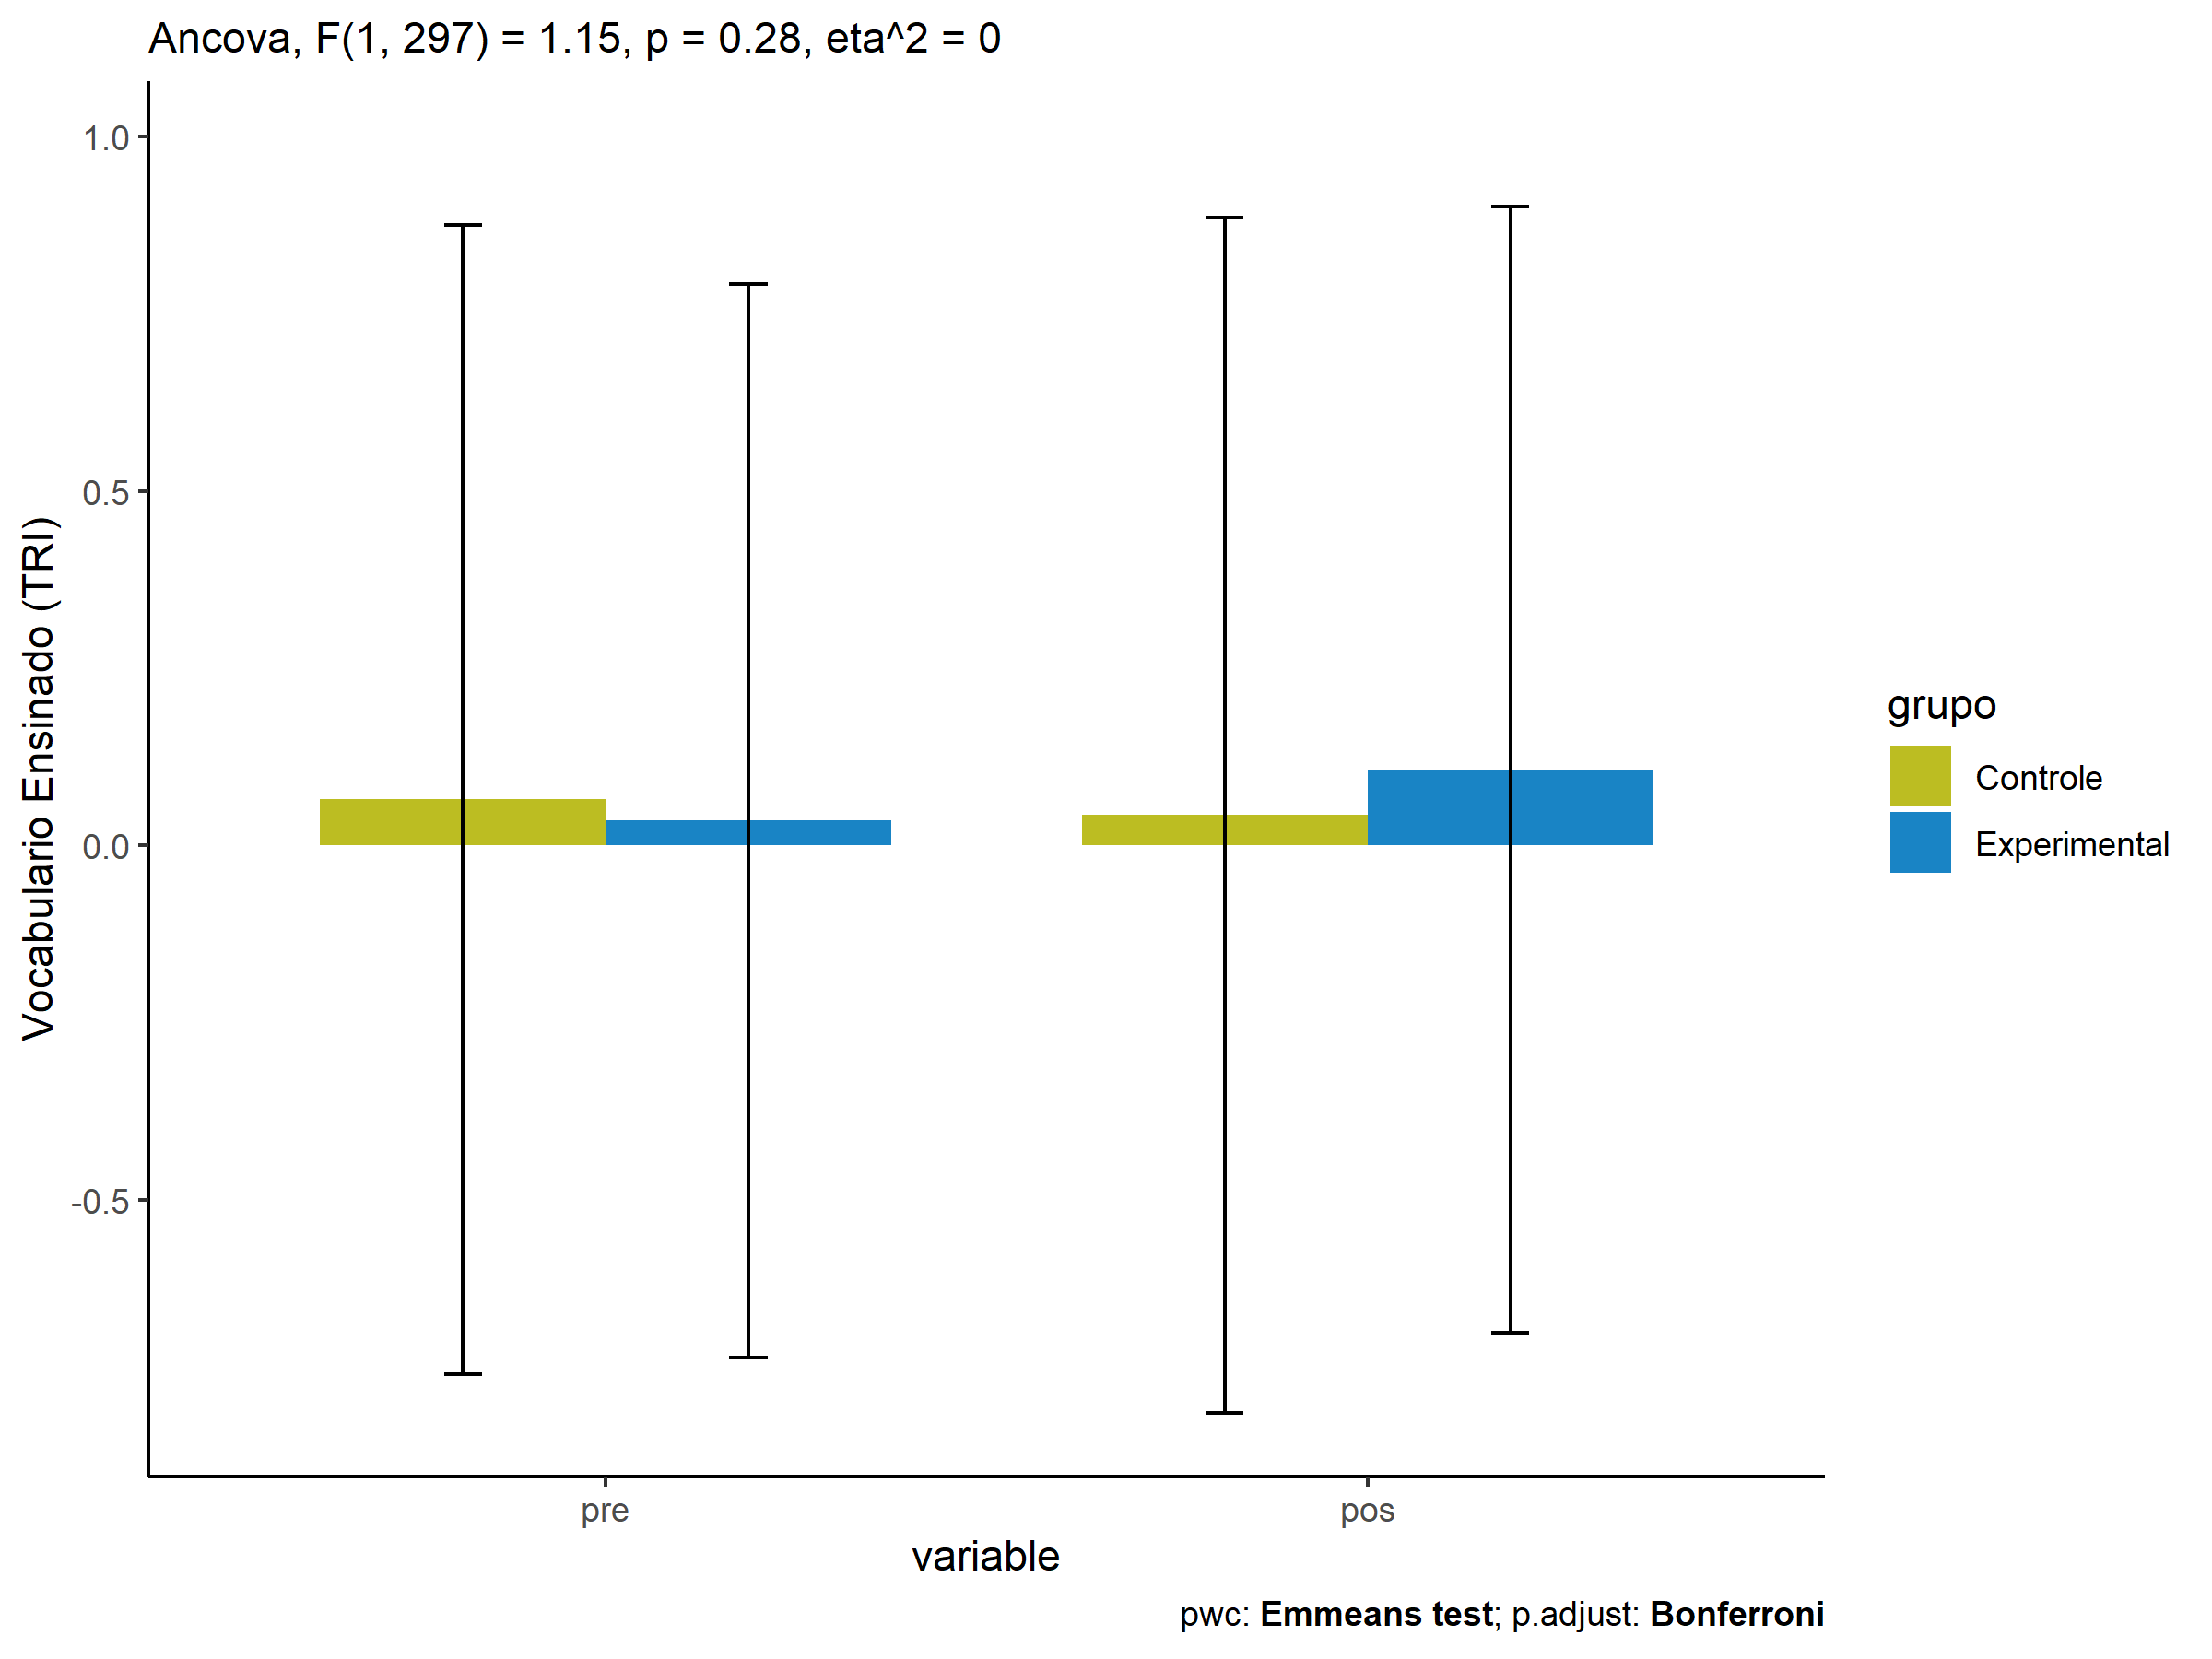 Ancova, F(1, 297) = 1.15, p = 0.28, eta^2 = 0
1.0
0.5
0.0
-0.5
Vocabulario Ensinado (TRI)
pre
pos
variable
grupo
Controle
Experimental
pwc: Emmeans test; p.adjust: Bonferroni